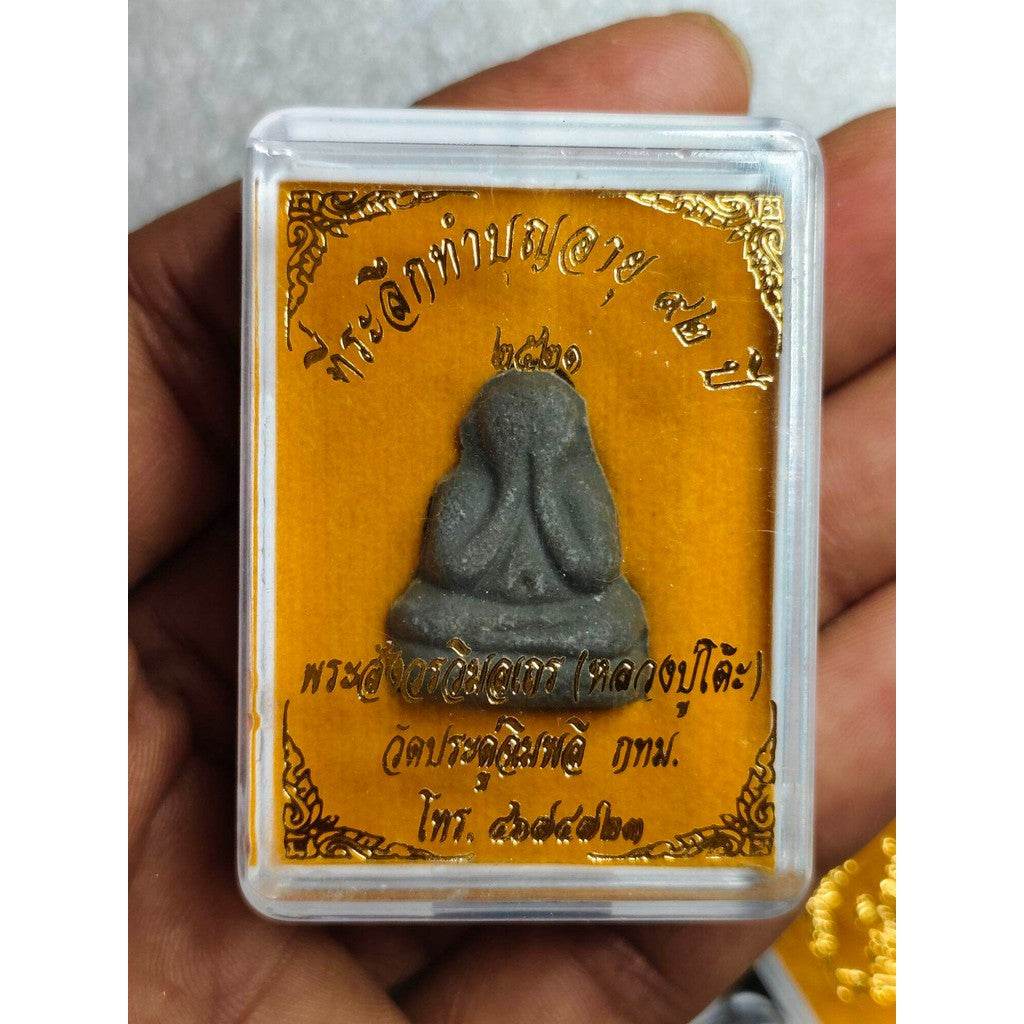 ที่ระลึกทำบุญอายุ ๙๒ ปี
๒๕๒๑
พระสังวรวิมลเถร (หลวงปู่โต๊ะ)
วัดประดู่ฉิมพลี กทม.
โทร. ๔๖๗๔๗๒๓